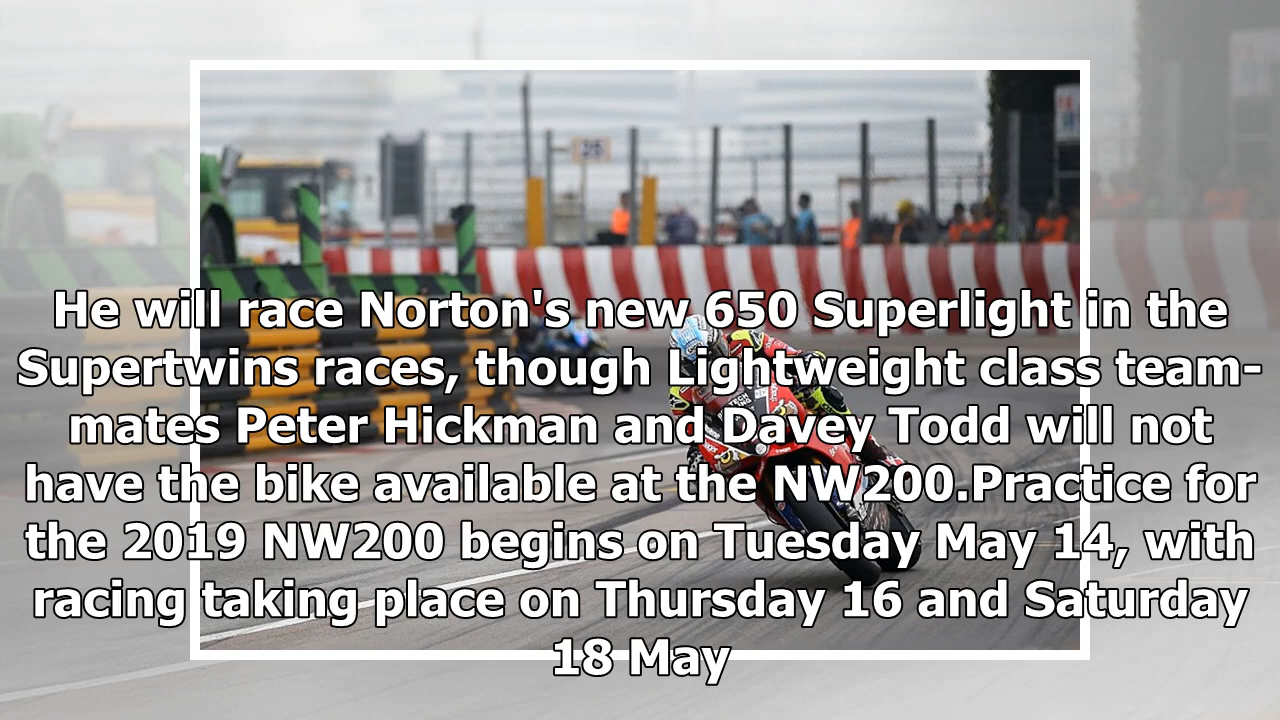 26
He will race Norton's new 650 Superlight in the
Supertwins races, though Lightweight class team-
mates Peter Hickman and Davey Todd will not
have the bike available at the NW200.Practice for
the 2019 NW200 begins on Tuesday May 14, with
racing taking place on Thursday 16 and Saturday
18 May